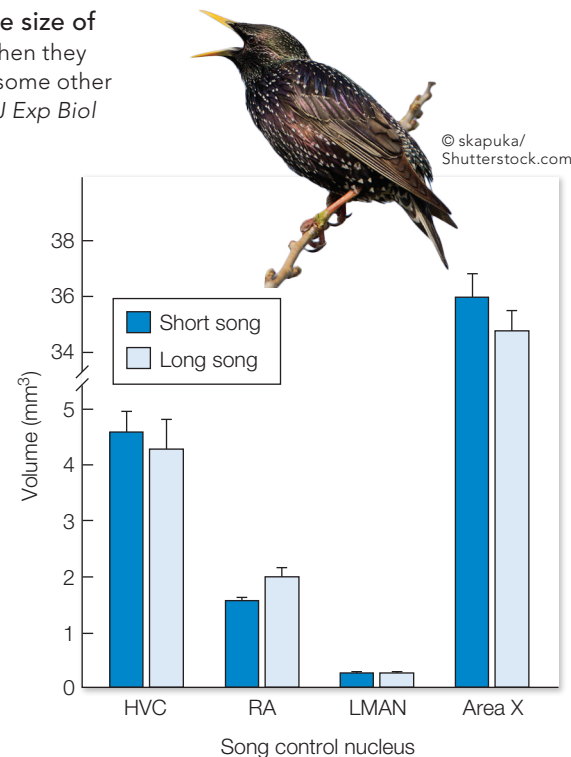 e size of
hen they
some other
J Exp Biol
© skapuka/
Shutterstock.com
38
36
34
5
4
3
2
1
0
Volume (mm³)
Short song
Long song
HVC RA LMAN Area X
Song control nucleus